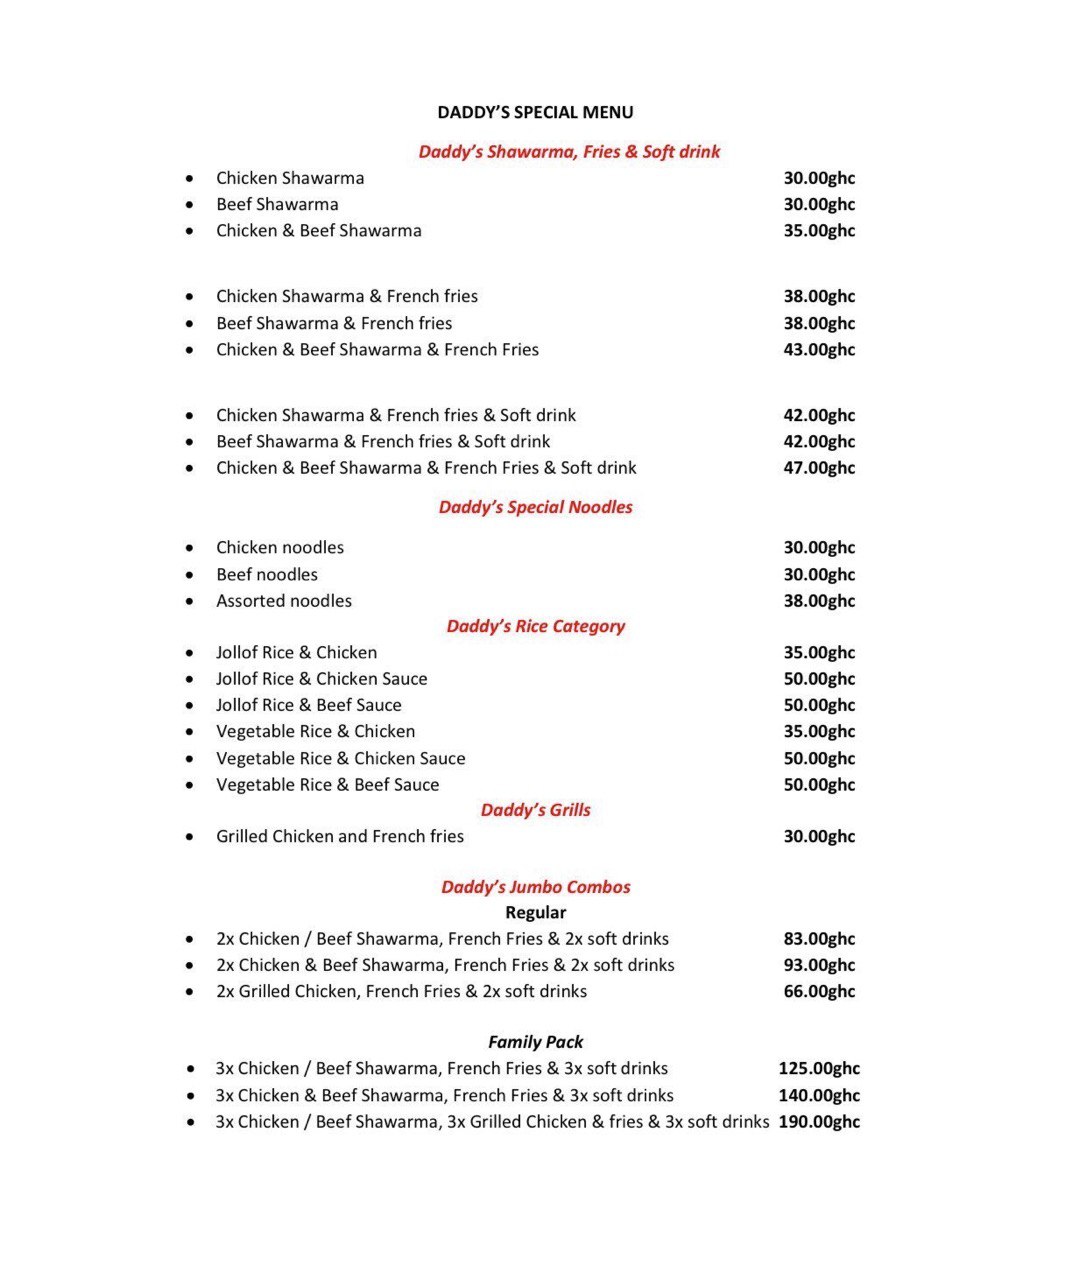 DADDY’S SPECIAL MENU
Daddy’s Shawarma, Fries & Soft drink
• Chicken Shawarma 30.00ghc
• Beef Shawarma 30.00ghc
• Chicken & Beef Shawarma 35.00ghc
• Chicken Shawarma & French fries 38.00ghc
• Beef Shawarma & French fries 38.00ghc
• Chicken & Beef Shawarma & French Fries 43.00ghc
• Chicken Shawarma & French fries & Soft drink 42.00ghc
• Beef Shawarma & French fries & Soft drink 42.00ghc
• Chicken & Beef Shawarma & French Fries & Soft drink 47.00ghc
Daddy’s Special Noodles
• Chicken noodles 30.00ghc
• Beef noodles 30.00ghc
• Assorted noodles 38.00ghc
Daddy’s Rice Category
• Jollof Rice & Chicken 35.00ghc
• Jollof Rice & Chicken Sauce 50.00ghc
• Jollof Rice & Beef Sauce 50.00ghc
• Vegetable Rice & Chicken 35.00ghc
• Vegetable Rice & Chicken Sauce 50.00ghc
• Vegetable Rice & Beef Sauce 50.00ghc
Daddy’s Grills
• Grilled Chicken and French fries 30.00ghc
Daddy’s Jumbo Combos
Regular
• 2x Chicken / Beef Shawarma, French Fries & 2x soft drinks 83.00ghc
• 2x Chicken & Beef Shawarma, French Fries & 2x soft drinks 93.00ghc
• 2x Grilled Chicken, French Fries & 2x soft drinks 66.00ghc
Family Pack
• 3x Chicken / Beef Shawarma, French Fries & 3x soft drinks 125.00ghc
• 3x Chicken & Beef Shawarma, French Fries & 3x soft drinks 140.00ghc
• 3x Chicken / Beef Shawarma, 3x Grilled Chicken & fries & 3x soft drinks 190.00ghc